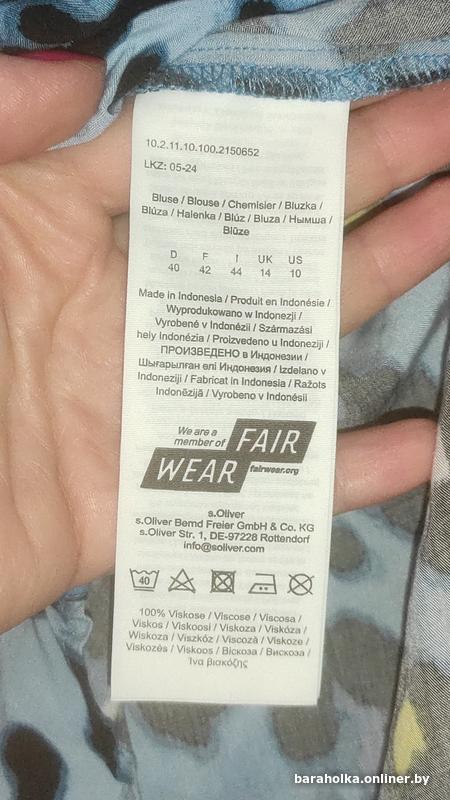 10.2.11.10.100.2150652
LKZ: 05-24
Bluse / Blouse / Chemisier / Bluzka /
Blúza / Halenka / Blúz / Bluza / Нымша /
Blūze
D F I UK US
40 42 44 14 10
Made in Indonesia / Produit en Indonésie /
Wyprodukowano w Indonezji /
Vyrobené v Indonézii / Származási
hely Indonézia / Proizvedeno u Indoneziji /
ПРОИЗВЕДЕНО в Индонезии /
Шығарылған елі Индонезия / Izdelano v
Indoneziji / Fabricat in Indonesia / Ražots
Indonēzijā / Vyrobeno v Indonésii
We are a
member of
FAIR
WEAR
fairwear.org
s.Oliver
s.Oliver Bernd Freier GmbH & Co. KG
s.Oliver Str. 1, DE-97228 Rottendorf
info@soliver.com
40
100% Viskose / Viscose / Viscosa /
Viskos / Viskoosi / Viskoza / Viskóza /
Wiskoza / Viszkóz / Viscoză / Viskoze /
Viskozės / Viskoos / Віскоза / Вискоза /
Ίνα βισκόζης
baraholka.onliner.by